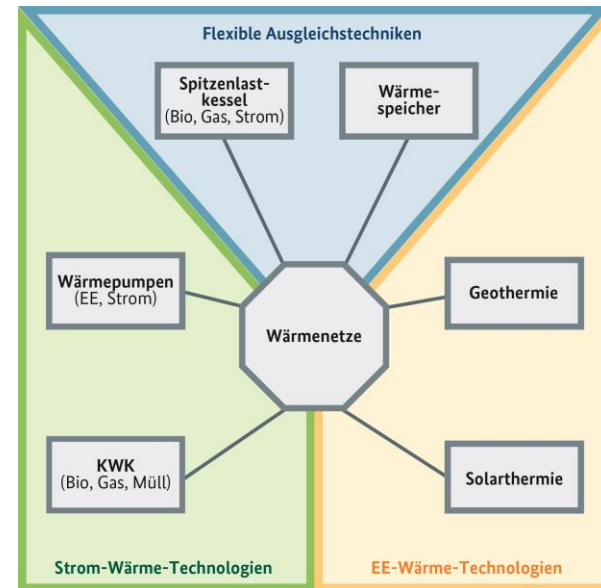 Flexible Ausgleichstechniken
Spitzenlast-
kessel
(Bio, Gas, Strom)
Wärme-
speicher
Wärmepumpen
(EE, Strom)
Geothermie
Wärmenetze
KWK
(Bio, Gas, Müll)
Solarthermie
Strom-Wärme-Technologien
EE-Wärme-Technologien